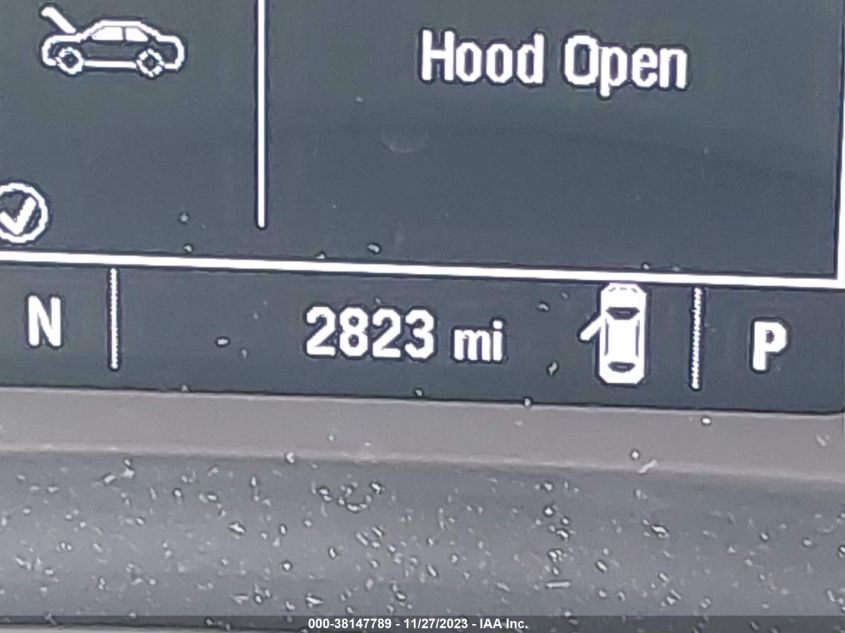 Hood Open
N 2823 mi P
000-38147789 - 11/27/2023 - IAA Inc.